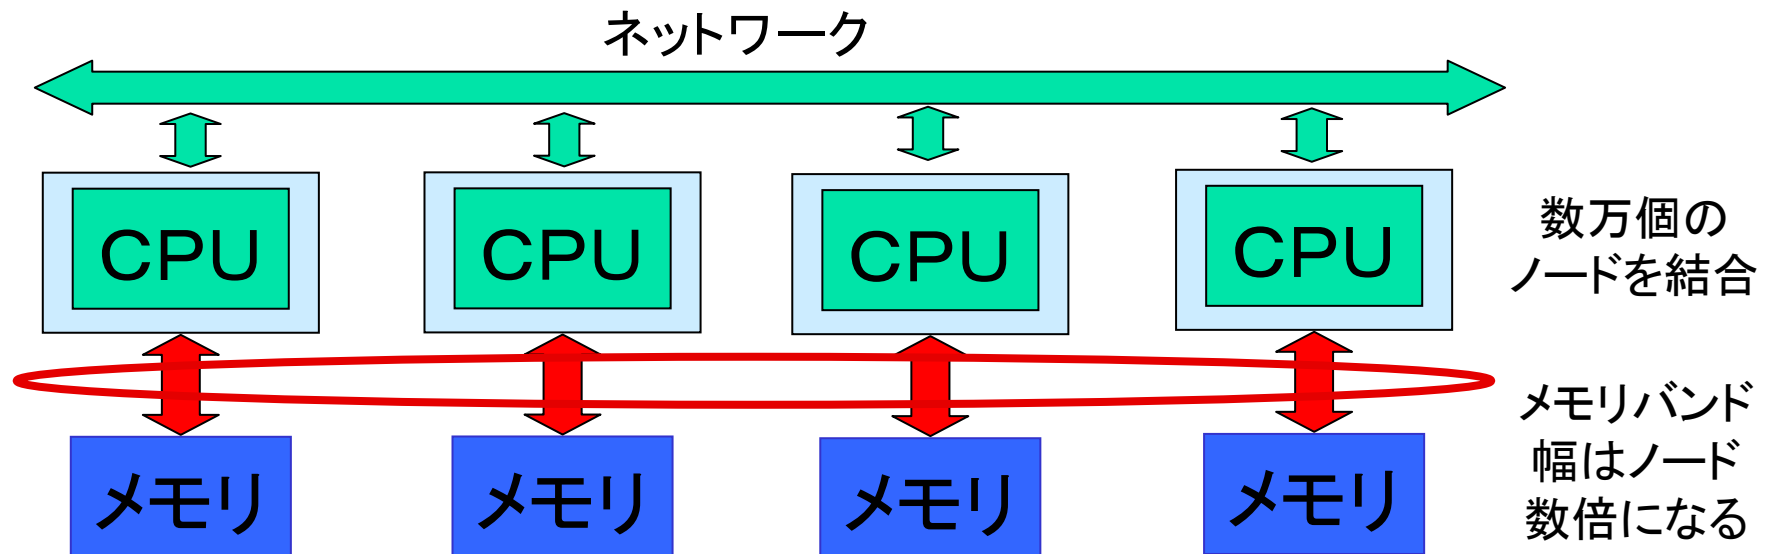 ネットワーク
CPU
CPU
CPU
CPU
数万個の
ノードを結合
メモリバンド
幅はノード
数倍になる
メモリ
メモリ
メモリ
メモリ